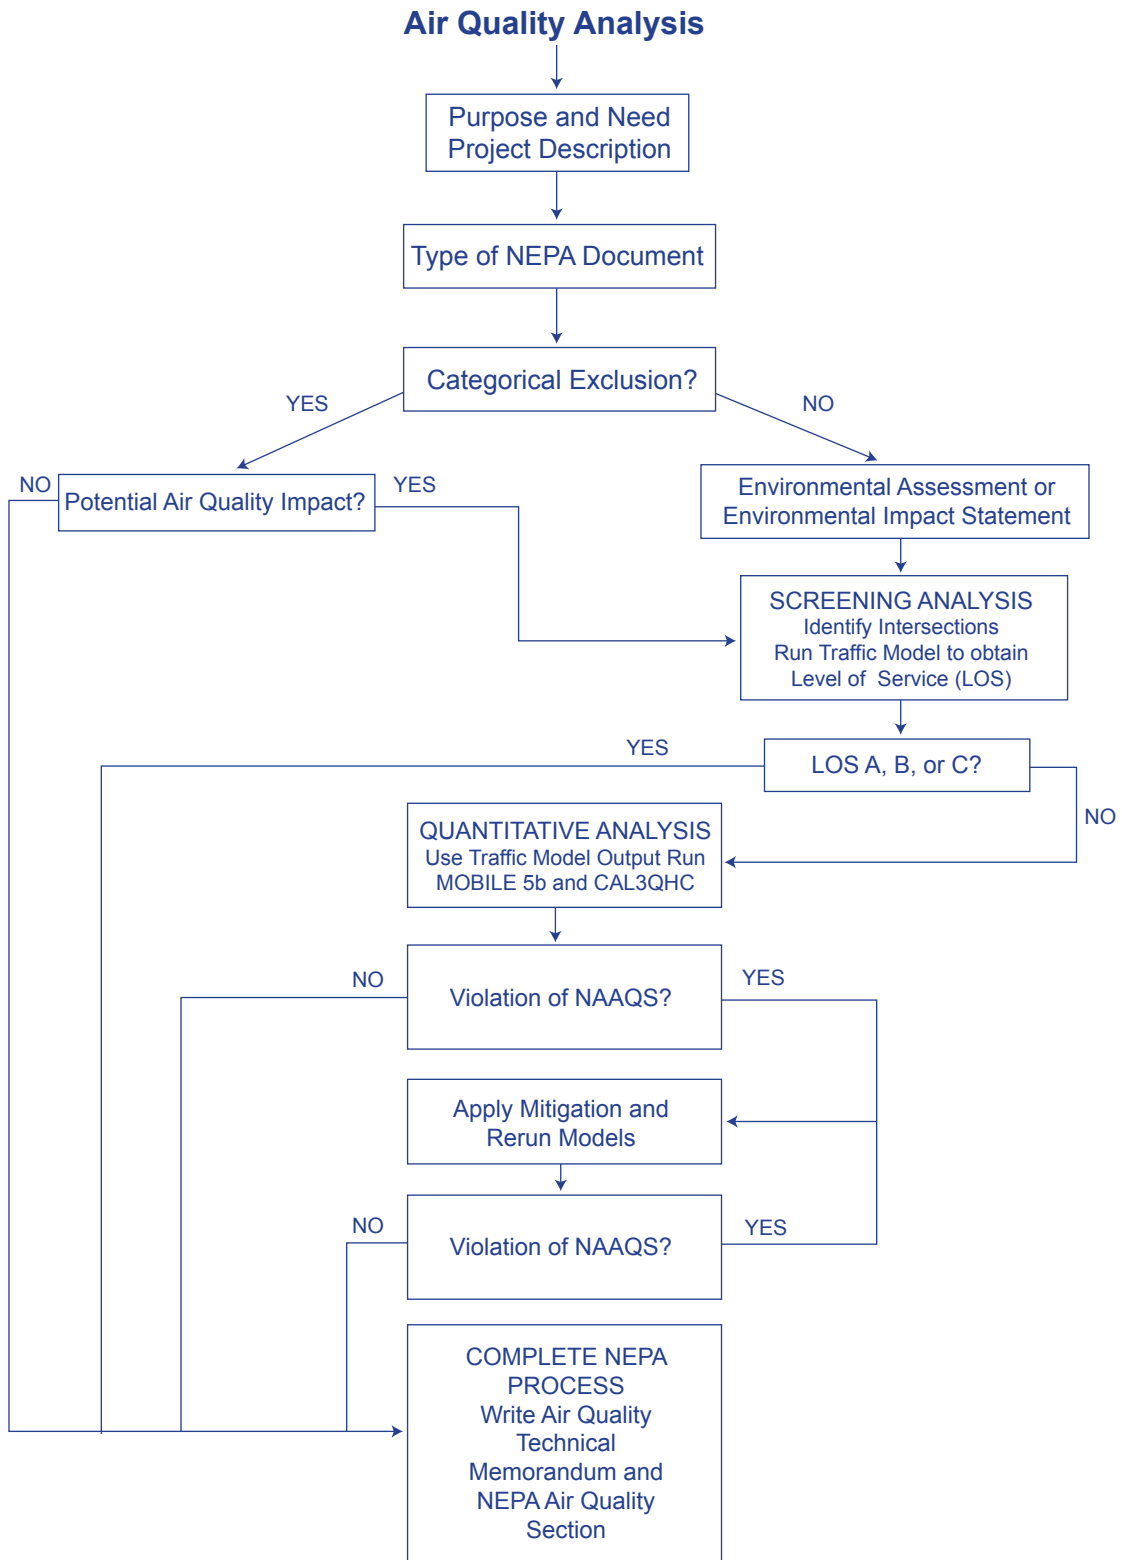 Air Quality Analysis
Purpose and Need
Project Description
Type of NEPA Document
Categorical Exclusion?
YES
NO
NO
Potential Air Quality Impact?
YES
Environmental Assessment or
Environmental Impact Statement
SCREENING ANALYSIS
Identify Intersections
Run Traffic Model to obtain
Level of Service (LOS)
YES
LOS A, B, or C?
NO
QUANTITATIVE ANALYSIS
Use Traffic Model Output Run
MOBILE 5b and CAL3QHC
NO
Violation of NAAQS?
YES
Apply Mitigation and
Rerun Models
NO
Violation of NAAQS?
YES
COMPLETE NEPA
PROCESS
Write Air Quality
Technical
Memorandum and
NEPA Air Quality
Section